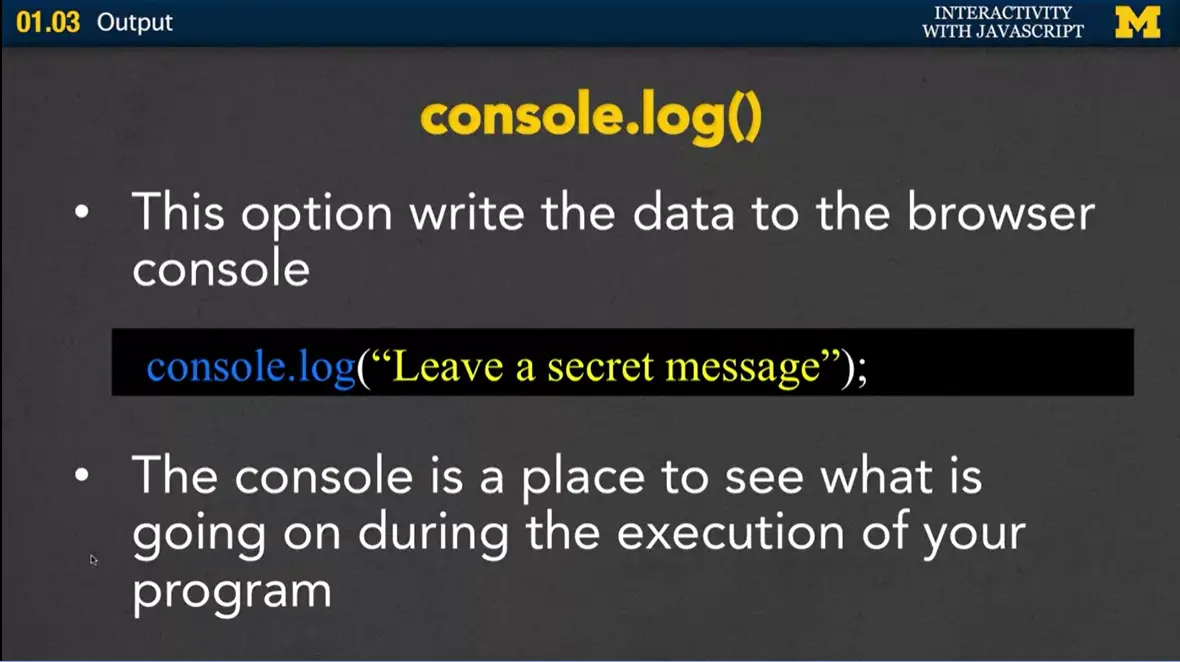 01.03 Output
INTERACTIVITY
WITH JAVASCRIPT
M
console.log()
• This option write the data to the browser
console
console.log(“Leave a secret message”);
• The console is a place to see what is
going on during the execution of your
program